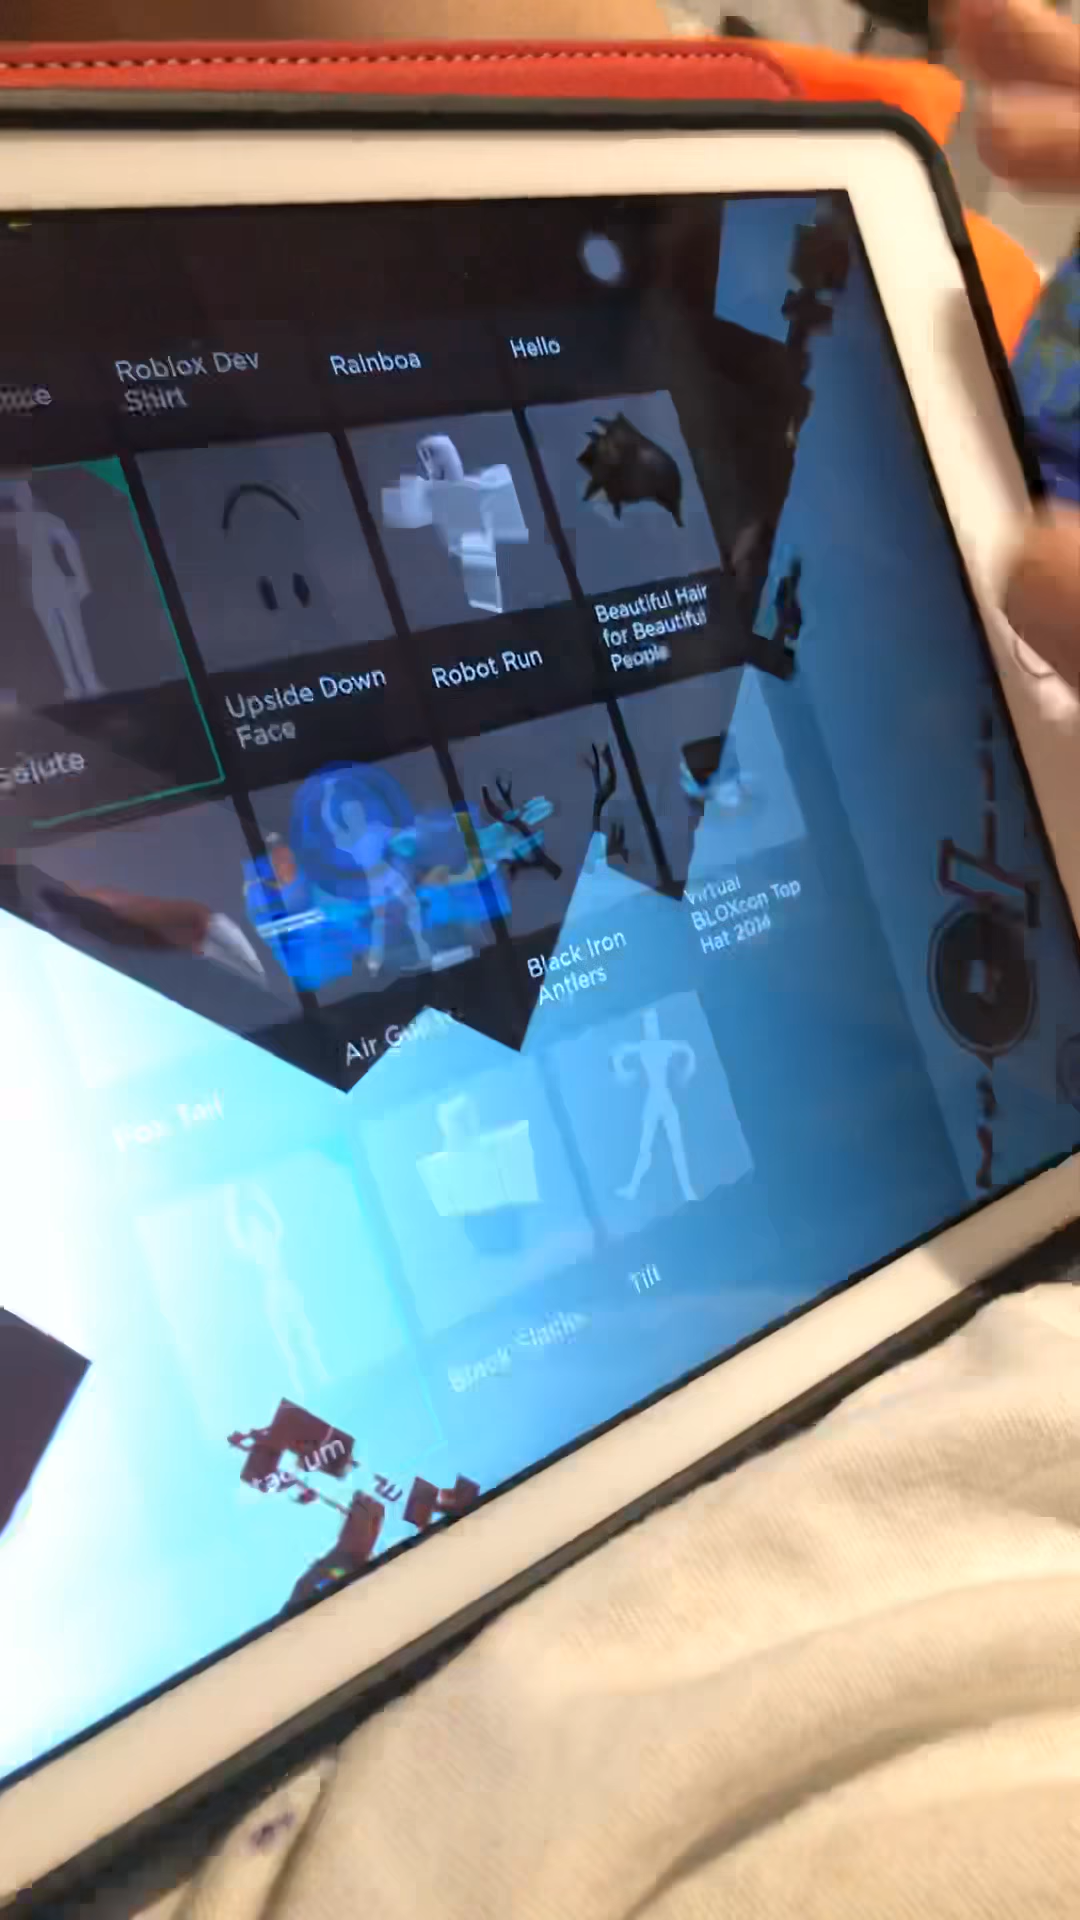 Roblox Dev
Shirt
Rainboa
Hello
Salute
Upside Down
Face
Robot Run
Beautiful Hair
for Beautiful
People
Fox Tail
Air
Black Iron
Antlers
Virtual
BLOXcon Top
Hat 2014
Tilt